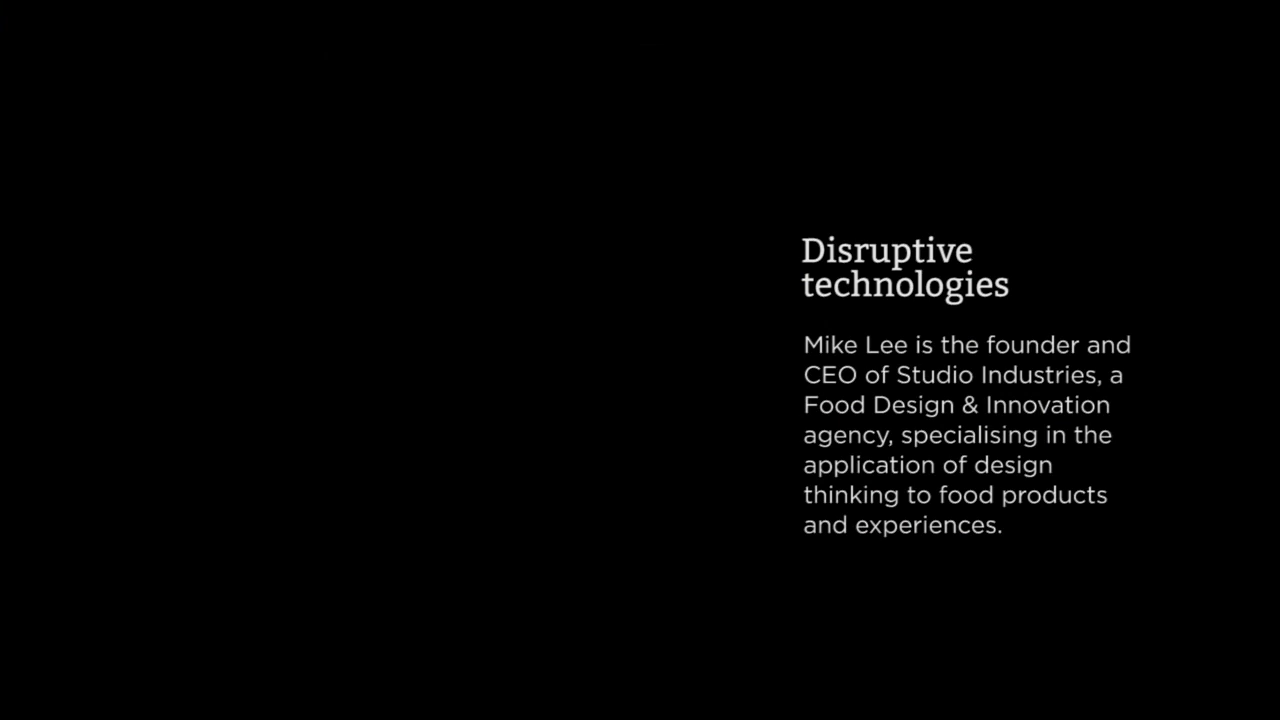 Disruptive
technologies
Mike Lee is the founder and
CEO of Studio Industries, a
Food Design & Innovation
agency, specialising in the
application of design
thinking to food products
and experiences.